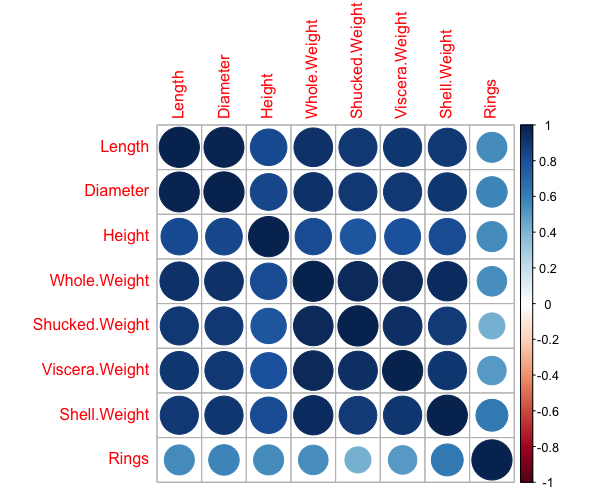 Length
Diameter
Height
Whole.Weight
Shucked.Weight
Viscera.Weight
Shell.Weight
Rings
Length
Diameter
Height
Whole.Weight
Shucked.Weight
Viscera.Weight
Shell.Weight
Rings
1
0.8
0.6
0.4
0.2
0
-0.2
-0.4
-0.6
-0.8
-1